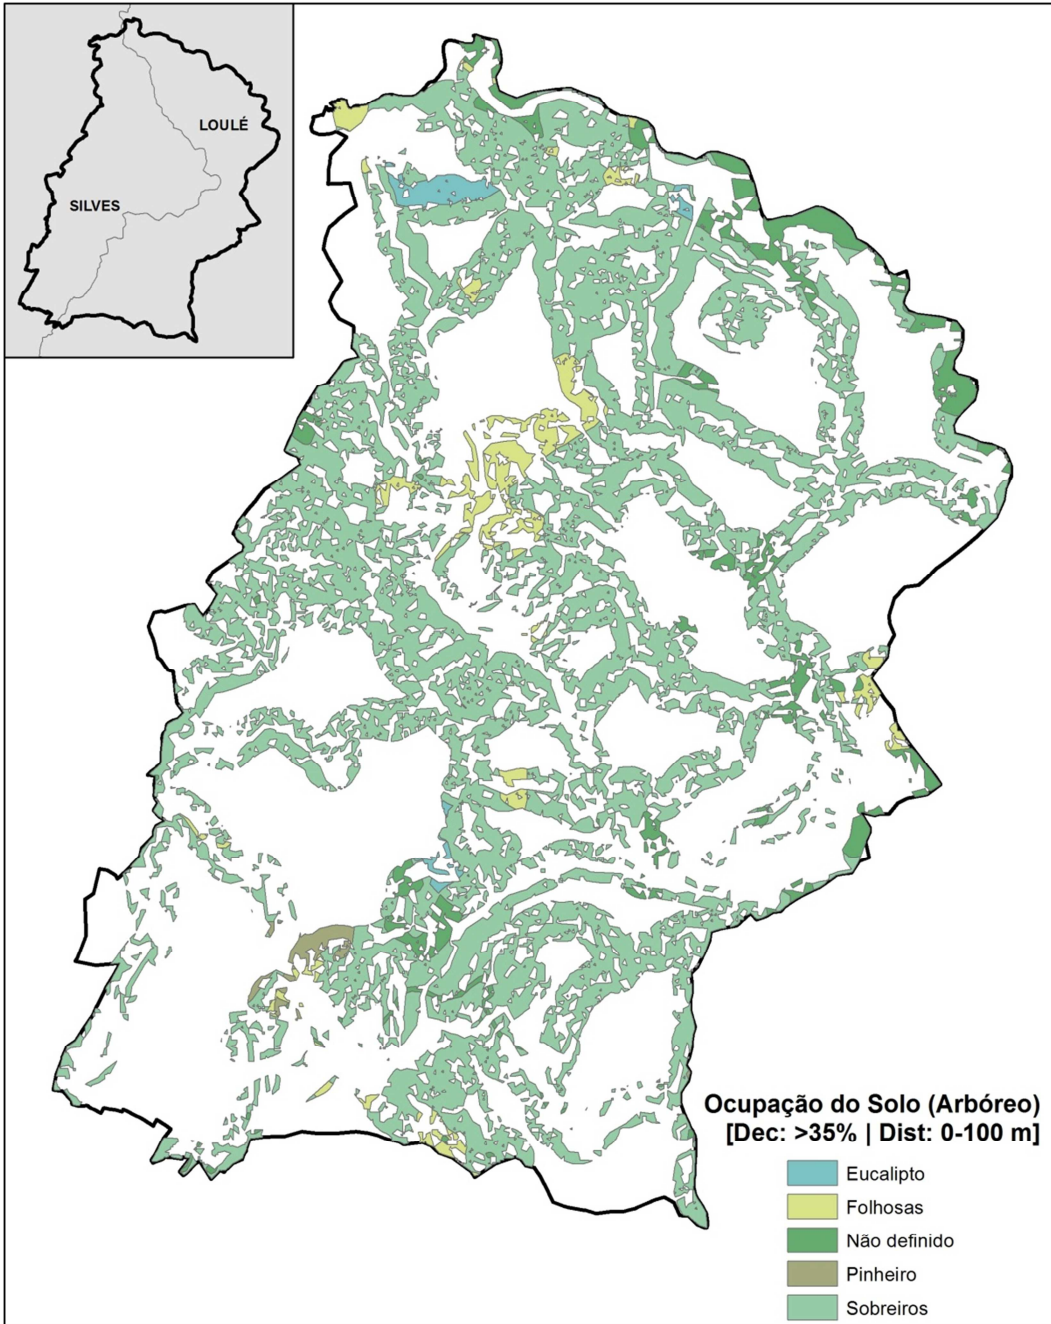 LOULÉ
SILVES
Ocupação do Solo (Arbóreo)
[Dec: >35% | Dist: 0-100 m]
Eucalipto
Folhosas
Não definido
Pinheiro
Sobreiros